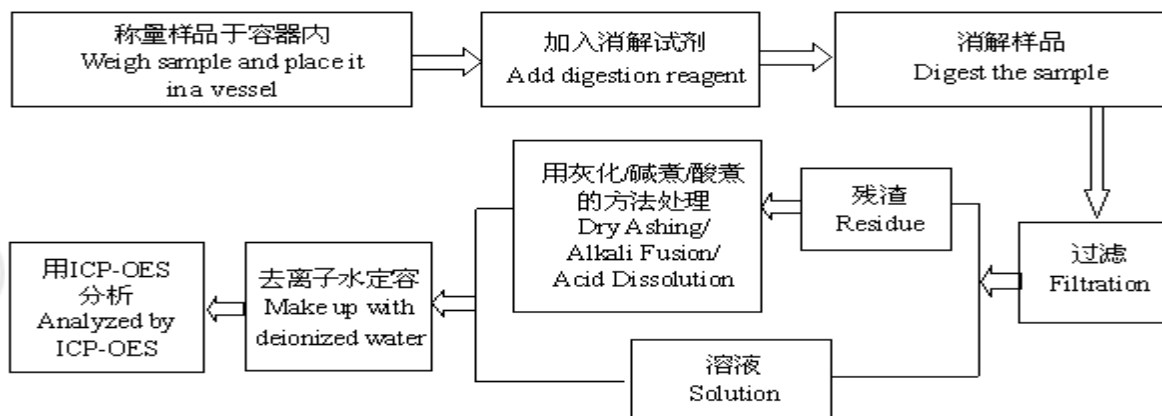 称量样品于容器内
Weigh sample and place it
in a vessel
加入消解试剂
Add digestion reagent
消解样品
Digest the sample
过滤
Filtration
残渣
Residue
用灰化/碱煮/酸煮
的方法处理
Dry Ashing/
Alkali Fusion/
Acid Dissolution
溶液
Solution
去离子水定容
Make up with
deionized water
用ICP-OES
分析
Analyzed by
ICP-OES